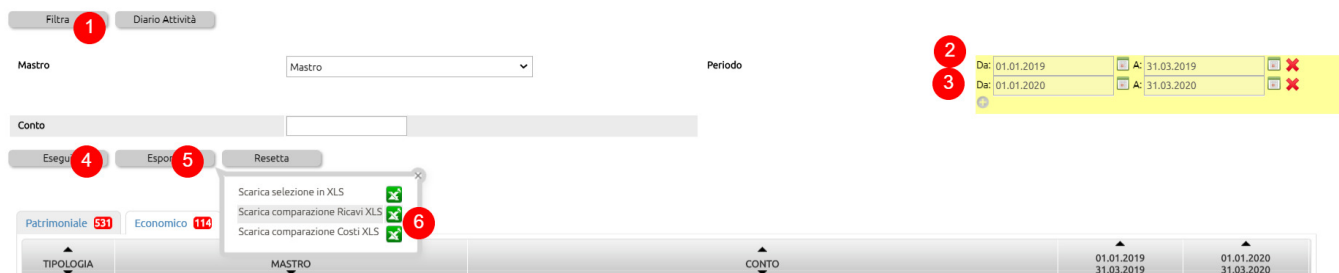 Filtra 1 Diario Attività
Mastro Mastro Periodo 2 Da: 01.01.2019 A: 31.03.2019
3 Da: 01.01.2020 A: 31.03.2020
Conto
Esegu 4 Espor 5 Resetta
Scarica selezione in XLS
Scarica comparazione Ricavi XLS 6
Scarica comparazione Costi XLS
Patrimoniale 531 Economico 114
TIPOLOGIA MASTRO CONTO 01.01.2019 01.01.2020
31.03.2019 31.03.2020